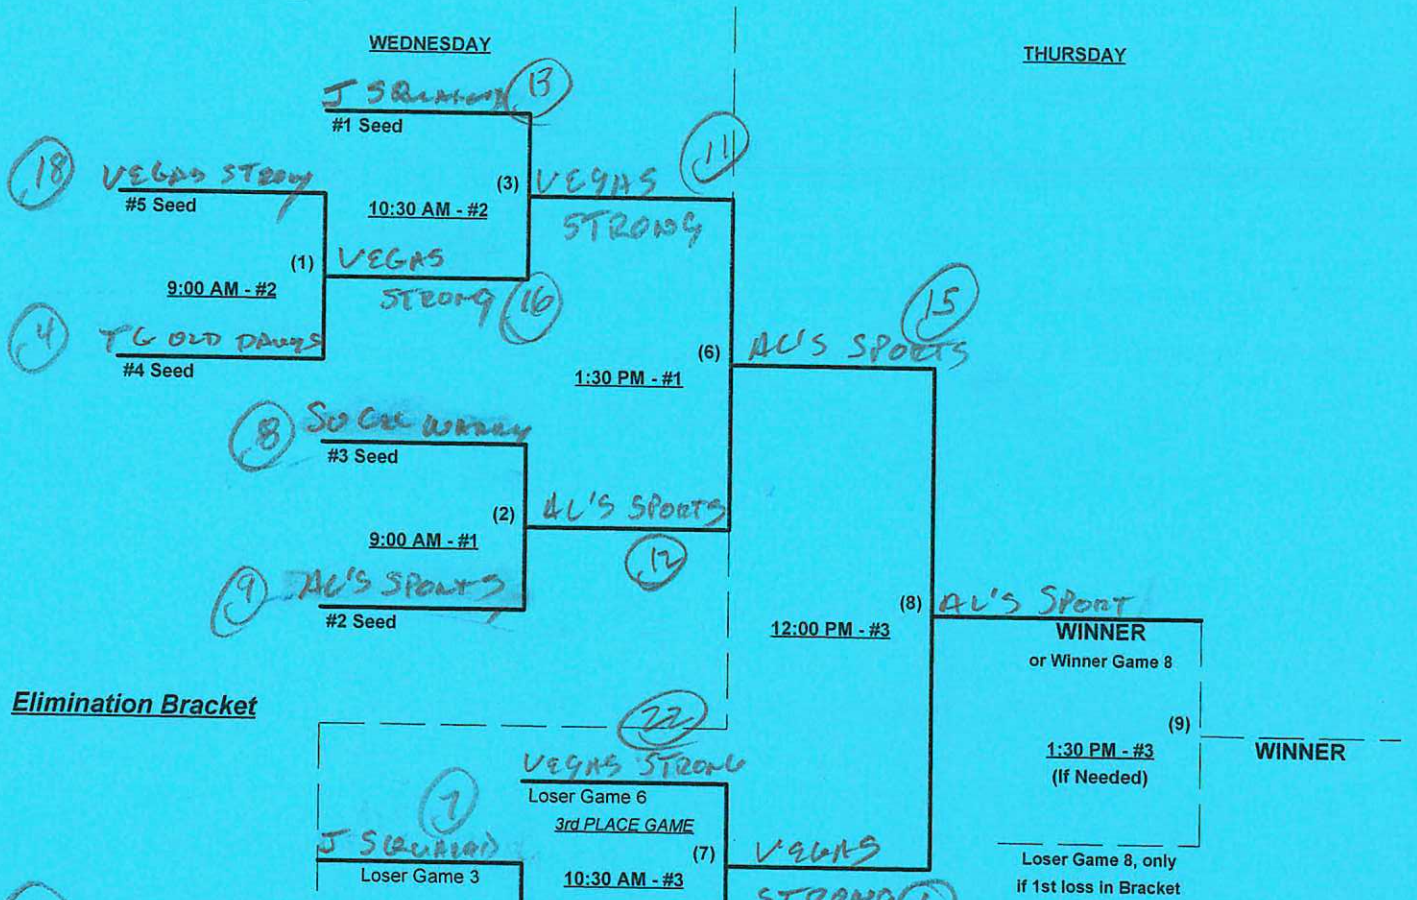 WEDNESDAY
THURSDAY
J SQUARED 13
#1 Seed
18 VEGAS STRONG
#5 Seed
(3) VEGAS 11
10:30 AM - #2
STRONG
(1) VEGAS
9:00 AM - #2
STRONG 16
4 TG OLD DAWGS
#4 Seed
15
(6) AL'S SPORTS
1:30 PM - #1
8
#3 Seed
(2) AL'S SPORTS
9:00 AM - #1
12
9 AL'S SPORTS
#2 Seed
(8) AL'S SPORT
12:00 PM - #3
WINNER
or Winner Game 8
Elimination Bracket
22
(9)
1:30 PM - #3
WINNER
(If Needed)
VEGAS STRONG
Loser Game 6
3rd PLACE GAME
7
J SQUARED
Loser Game 3
(7) VEGAS
10:30 AM - #3
STRONG
Loser Game 8, only
if 1st loss in Bracket